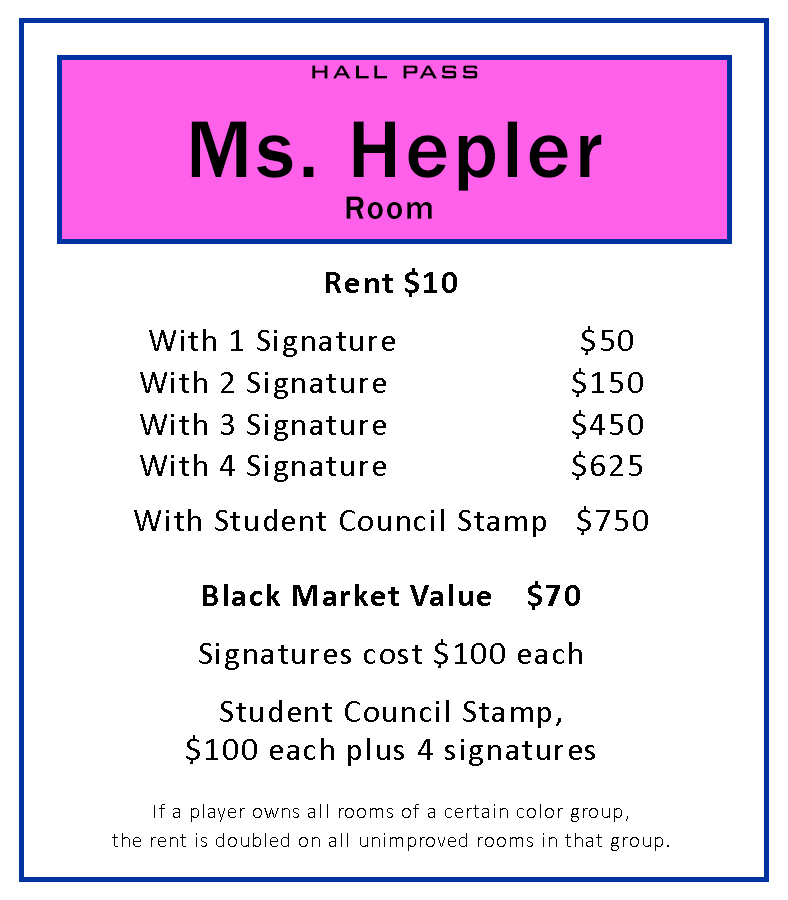 HALL PASS
Ms. Hepler
Room
Rent $10
With 1 Signature $50
With 2 Signature $150
With 3 Signature $450
With 4 Signature $625
With Student Council Stamp $750
Black Market Value $70
Signatures cost $100 each
Student Council Stamp,
$100 each plus 4 signatures
If a player owns all rooms of a certain color group,
the rent is doubled on all unimproved rooms in that group.